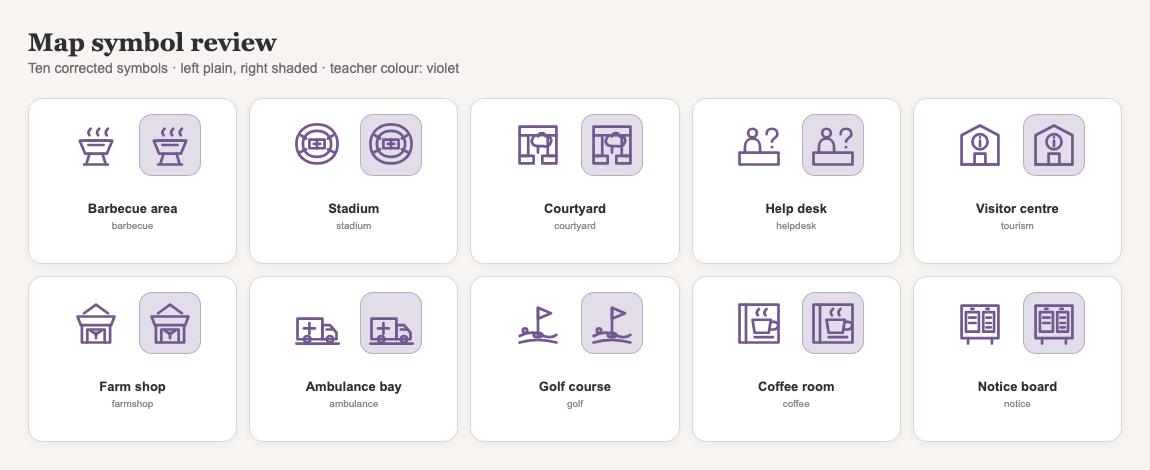 Map symbol review
Ten corrected symbols · left plain, right shaded · teacher colour: violet
Barbecue area
barbecue
Stadium
stadium
Courtyard
courtyard
?
?
Help desk
helpdesk
Visitor centre
tourism
Farm shop
farmshop
Ambulance bay
ambulance
Golf course
golf
Coffee room
coffee
Notice board
notice